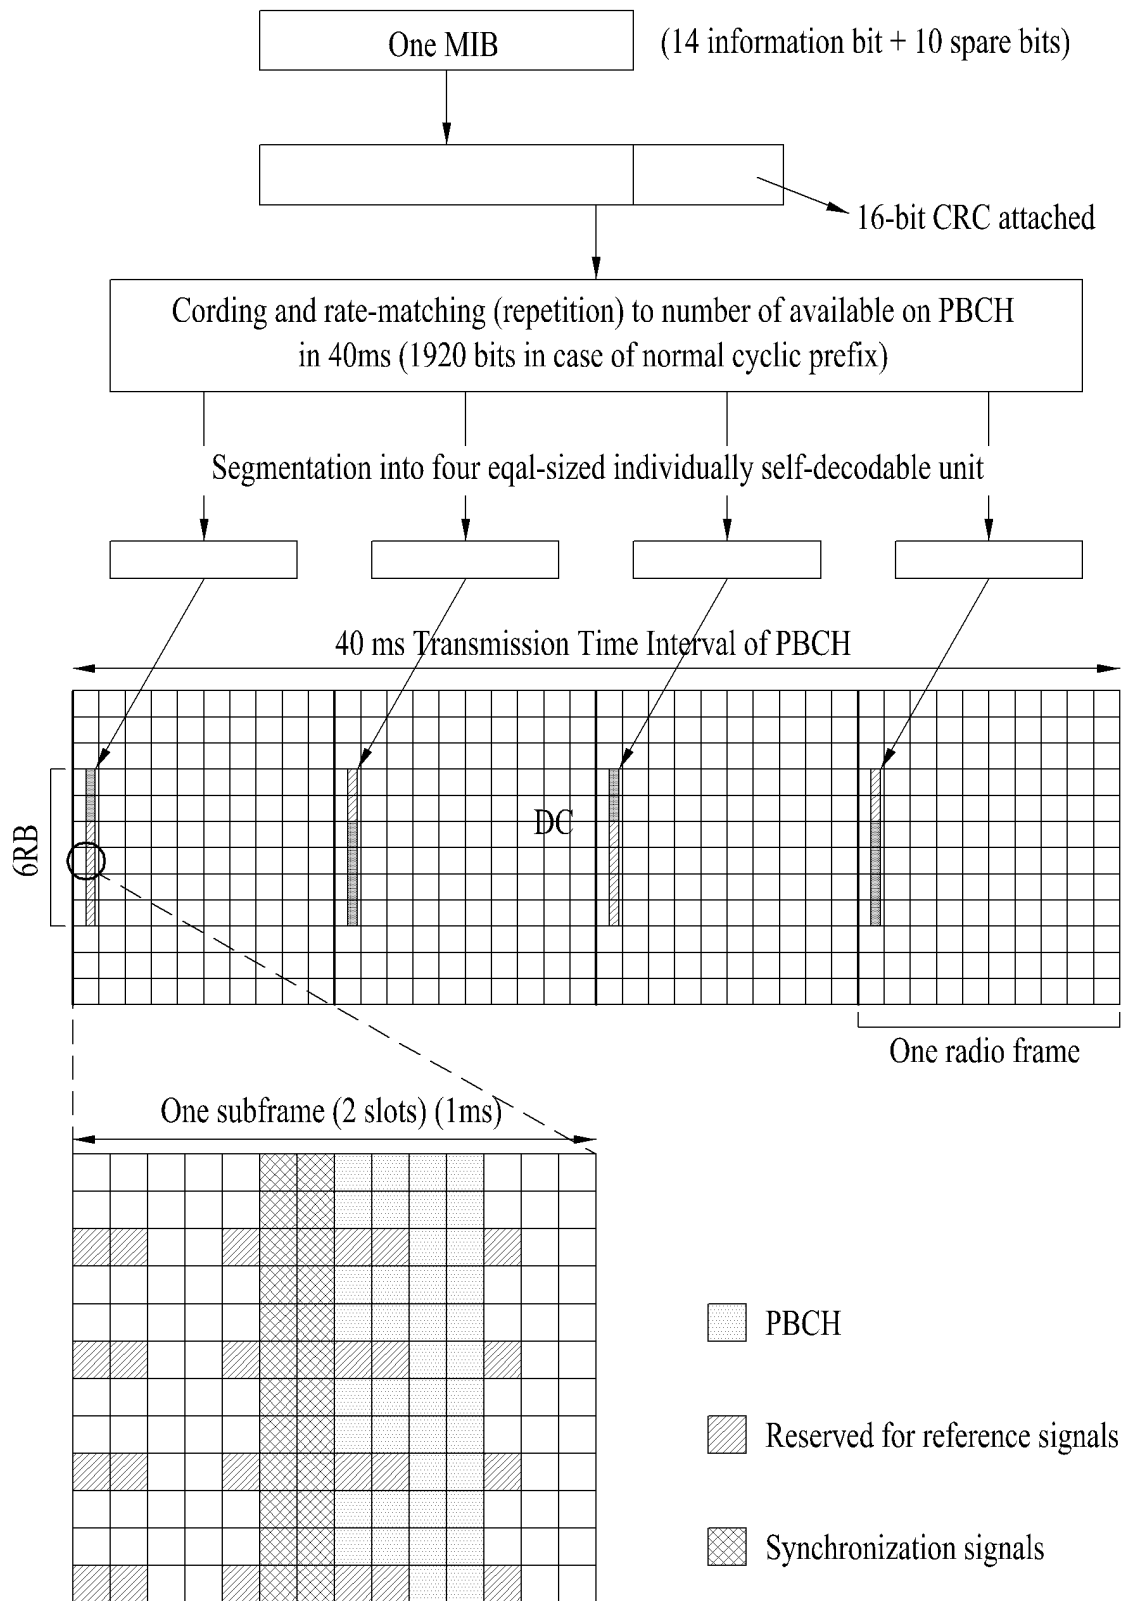 One MIB
(14 information bit + 10 spare bits)
16-bit CRC attached
Cording and rate-matching (repetition) to number of available on PBCH
in 40ms (1920 bits in case of normal cyclic prefix)
Segmentation into four eqal-sized individually self-decodable unit
40 ms Transmission Time Interval of PBCH
6RB
DC
One radio frame
One subframe (2 slots) (1ms)
PBCH
Reserved for reference signals
Synchronization signals